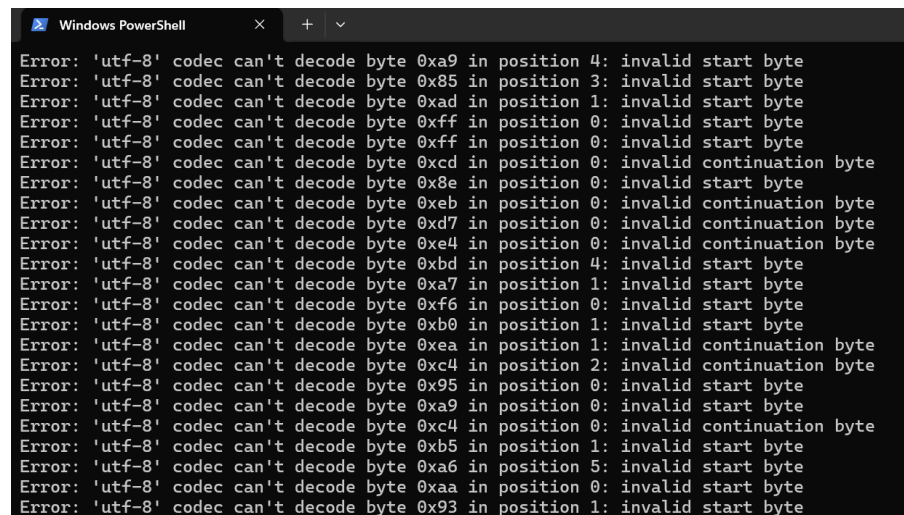 Windows PowerShell
Error: 'utf-8' codec can't decode byte 0xa9 in position 4: invalid start byte
Error: 'utf-8' codec can't decode byte 0x85 in position 3: invalid start byte
Error: 'utf-8' codec can't decode byte 0xad in position 1: invalid start byte
Error: 'utf-8' codec can't decode byte 0xff in position 0: invalid start byte
Error: 'utf-8' codec can't decode byte 0xff in position 0: invalid start byte
Error: 'utf-8' codec can't decode byte 0xcd in position 0: invalid continuation byte
Error: 'utf-8' codec can't decode byte 0x8e in position 0: invalid start byte
Error: 'utf-8' codec can't decode byte 0xeb in position 0: invalid continuation byte
Error: 'utf-8' codec can't decode byte 0xd7 in position 0: invalid continuation byte
Error: 'utf-8' codec can't decode byte 0xe4 in position 0: invalid continuation byte
Error: 'utf-8' codec can't decode byte 0xbd in position 4: invalid start byte
Error: 'utf-8' codec can't decode byte 0xa7 in position 1: invalid start byte
Error: 'utf-8' codec can't decode byte 0xf6 in position 0: invalid start byte
Error: 'utf-8' codec can't decode byte 0xb0 in position 1: invalid start byte
Error: 'utf-8' codec can't decode byte 0xea in position 1: invalid continuation byte
Error: 'utf-8' codec can't decode byte 0xc4 in position 2: invalid continuation byte
Error: 'utf-8' codec can't decode byte 0x95 in position 0: invalid start byte
Error: 'utf-8' codec can't decode byte 0xa9 in position 0: invalid start byte
Error: 'utf-8' codec can't decode byte 0xc4 in position 0: invalid continuation byte
Error: 'utf-8' codec can't decode byte 0xb5 in position 1: invalid start byte
Error: 'utf-8' codec can't decode byte 0xa6 in position 5: invalid start byte
Error: 'utf-8' codec can't decode byte 0xaa in position 0: invalid start byte
Error: 'utf-8' codec can't decode byte 0x93 in position 1: invalid start byte